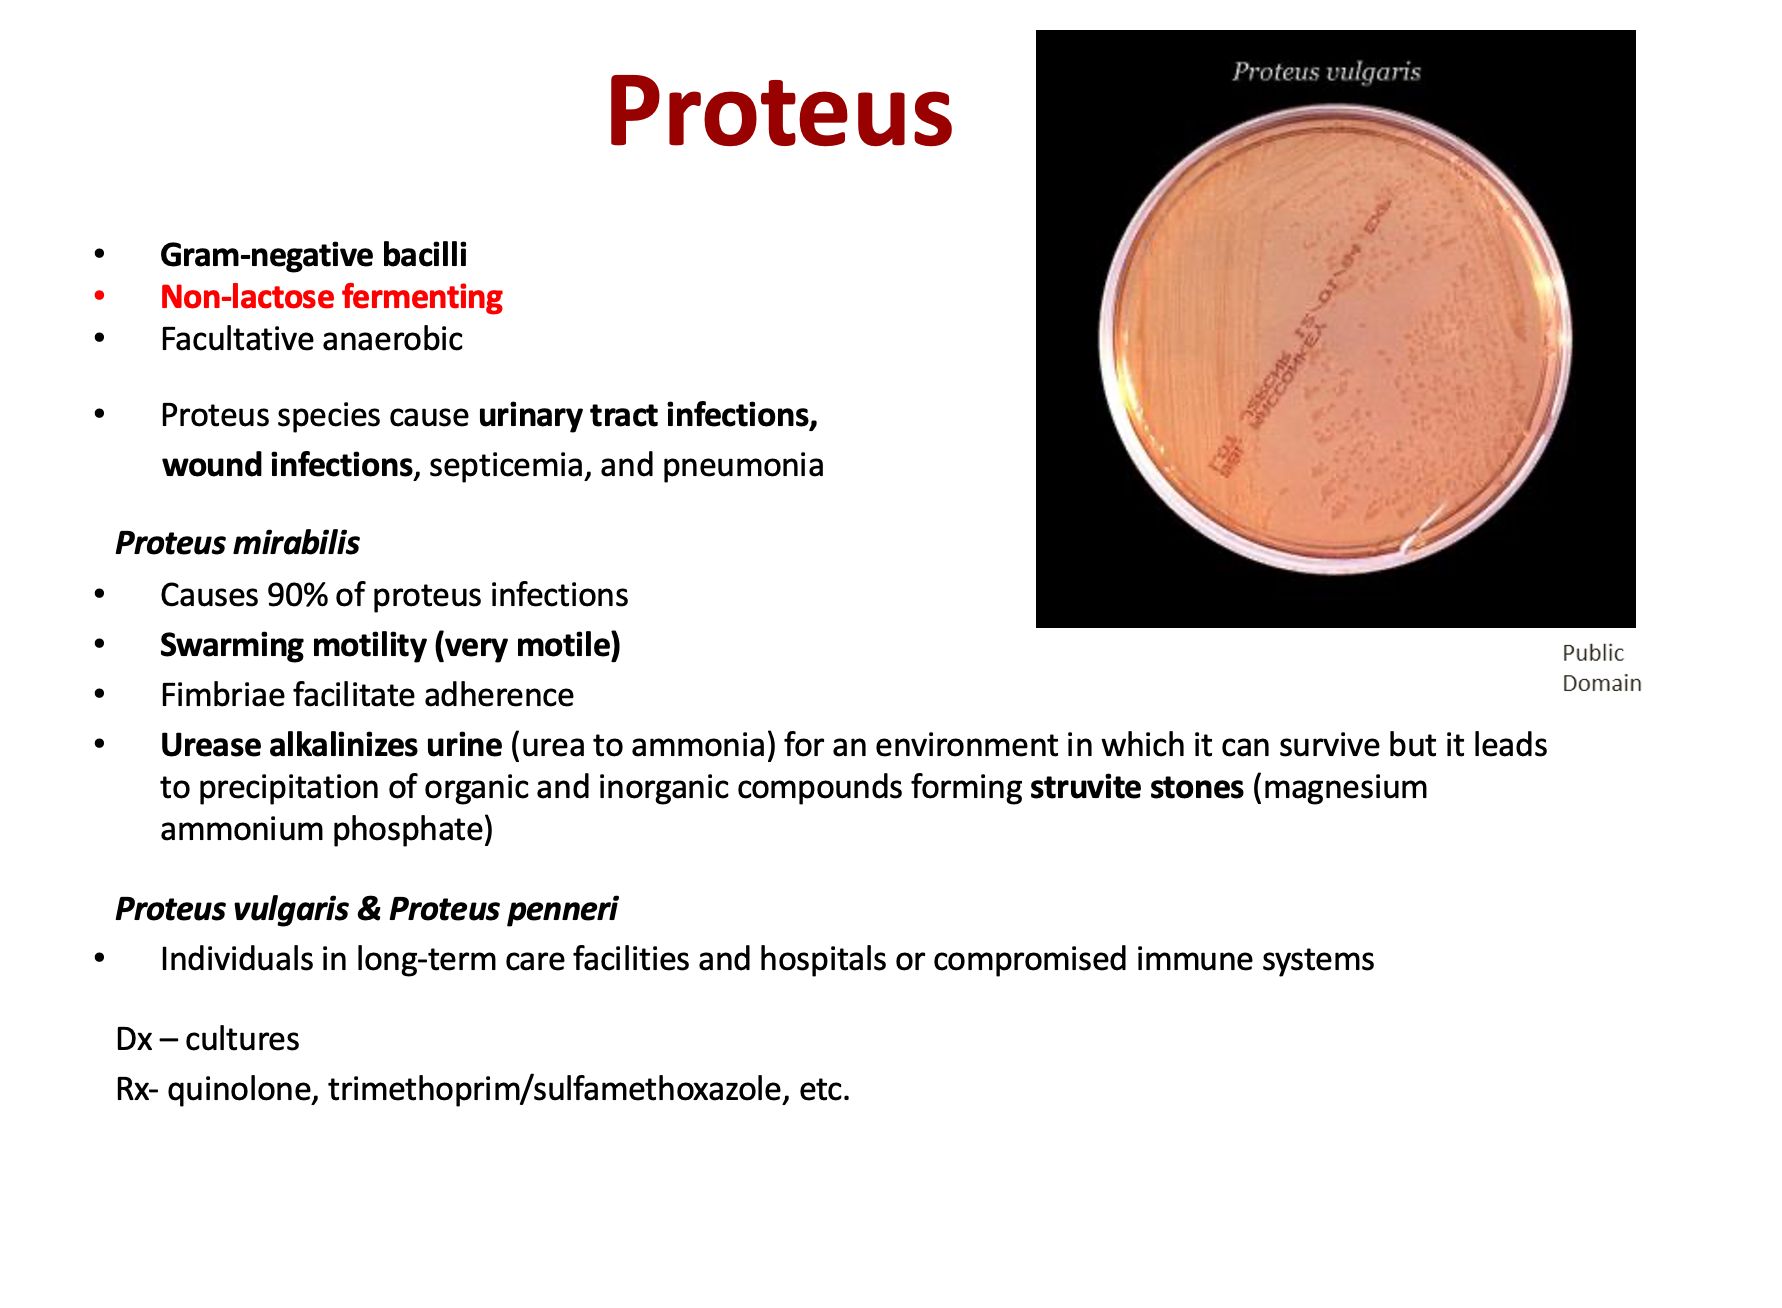 Proteus
Proteus vulgaris
• Gram-negative bacilli
• Non-lactose fermenting
• Facultative anaerobic
• Proteus species cause urinary tract infections,
wound infections, septicemia, and pneumonia
Proteus mirabilis
• Causes 90% of proteus infections
• Swarming motility (very motile)
• Fimbriae facilitate adherence
• Urease alkalinizes urine (urea to ammonia) for an environment in which it can survive but it leads
to precipitation of organic and inorganic compounds forming struvite stones (magnesium
ammonium phosphate)
Proteus vulgaris & Proteus penneri
• Individuals in long-term care facilities and hospitals or compromised immune systems
Dx – cultures
Rx- quinolone, trimethoprim/sulfamethoxazole, etc.
Public
Domain